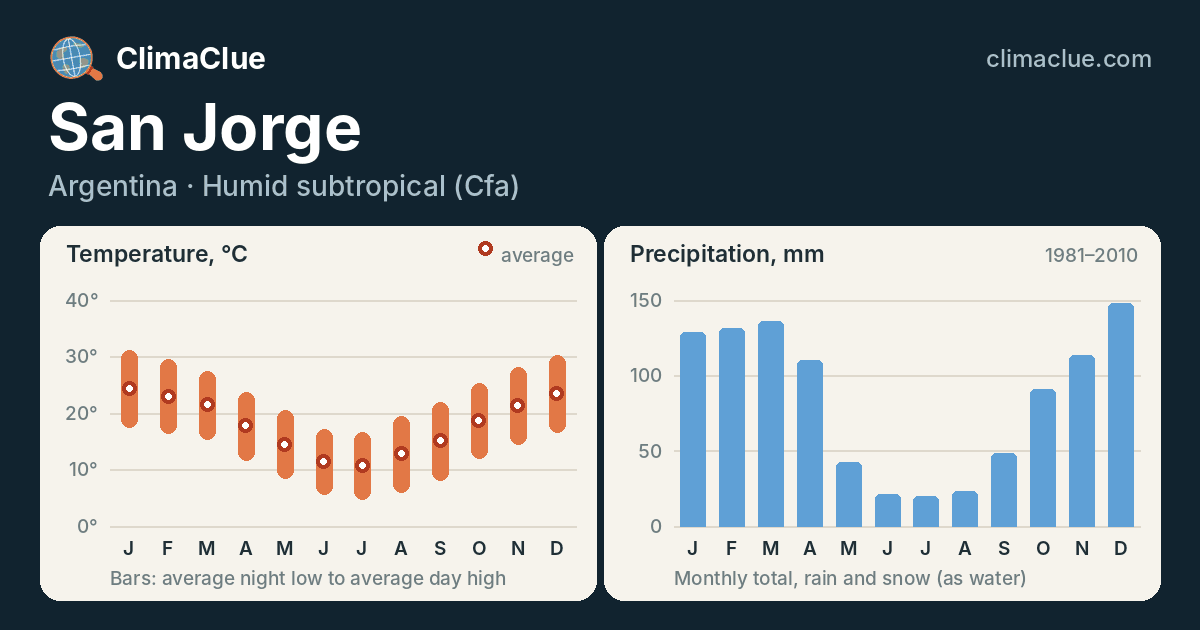 ClimaClue
climaclue.com
San Jorge
Argentina · Humid subtropical (Cfa)
Temperature, °C
average
40°
30°
20°
10°
0°
J F M A M J J A S O N D
Bars: average night low to average day high
Precipitation, mm
1981–2010
150
100
50
0
J F M A M J J A S O N D
Monthly total, rain and snow (as water)